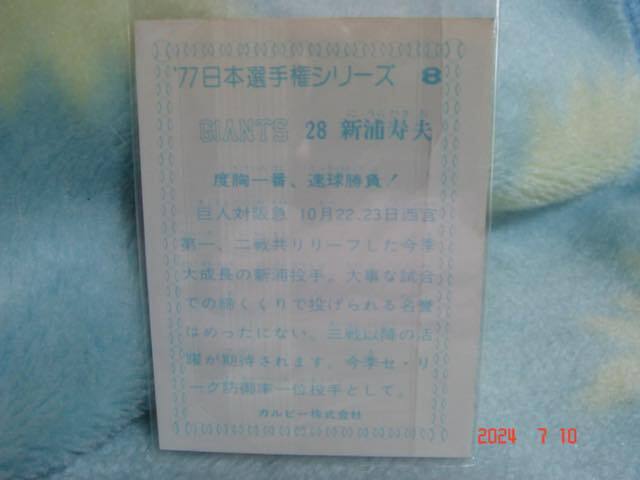 '77日本選手権シリーズ 8
GIANTS 28 新浦寿夫
度胸一番、速球勝負!
巨人対阪急 10月22.23日西宮
第一、二戦共リリーフした今季
大成長の新浦投手。大事な試合
での締くくりで投げられる名誉
はめったにない。三戦以降の活
躍が期待されます。今季セ・リ
ーグ防御率一位投手として。
カルビー株式会社
2024 7 10